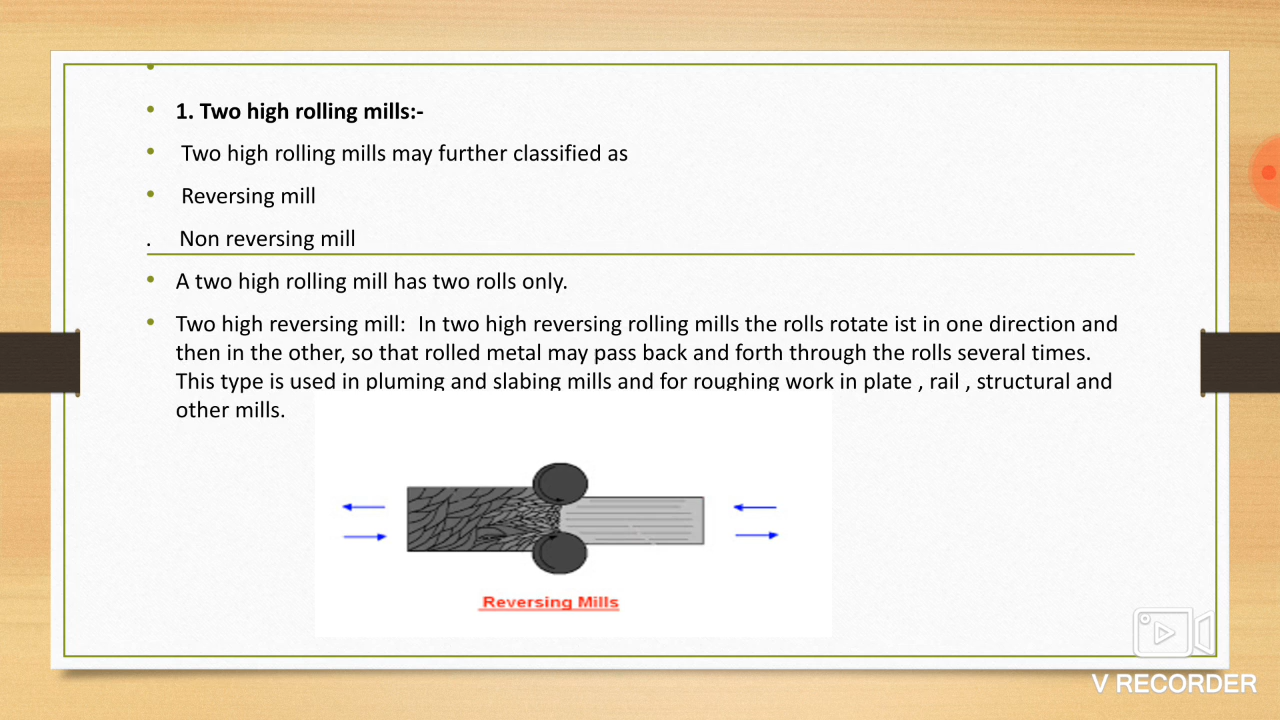 • 
• 1. Two high rolling mills:-
• Two high rolling mills may further classified as
• Reversing mill
. Non reversing mill
• A two high rolling mill has two rolls only.
• Two high reversing mill: In two high reversing rolling mills the rolls rotate ist in one direction and
then in the other, so that rolled metal may pass back and forth through the rolls several times.
This type is used in pluming and slabing mills and for roughing work in plate , rail , structural and
other mills.
Reversing Mills
V RECORDER